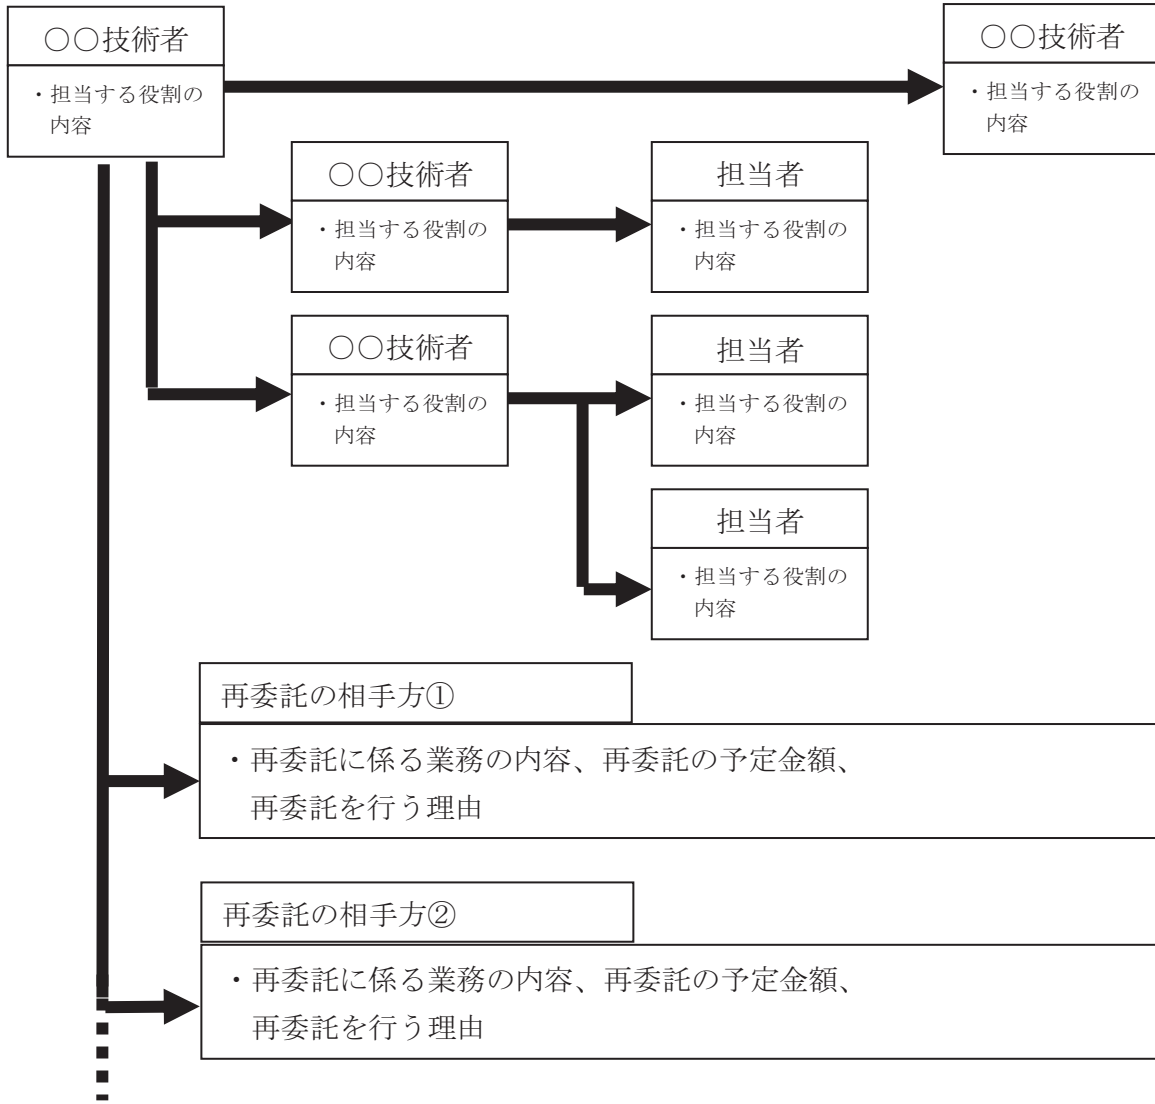 ○○技術者
・担当する役割の
内容
○○技術者
・担当する役割の
内容
○○技術者
・担当する役割の
内容
担当者
・担当する役割の
内容
○○技術者
・担当する役割の
内容
担当者
・担当する役割の
内容
担当者
・担当する役割の
内容
再委託の相手方①
・再委託に係る業務の内容、再委託の予定金額、
再委託を行う理由
再委託の相手方②
・再委託に係る業務の内容、再委託の予定金額、
再委託を行う理由